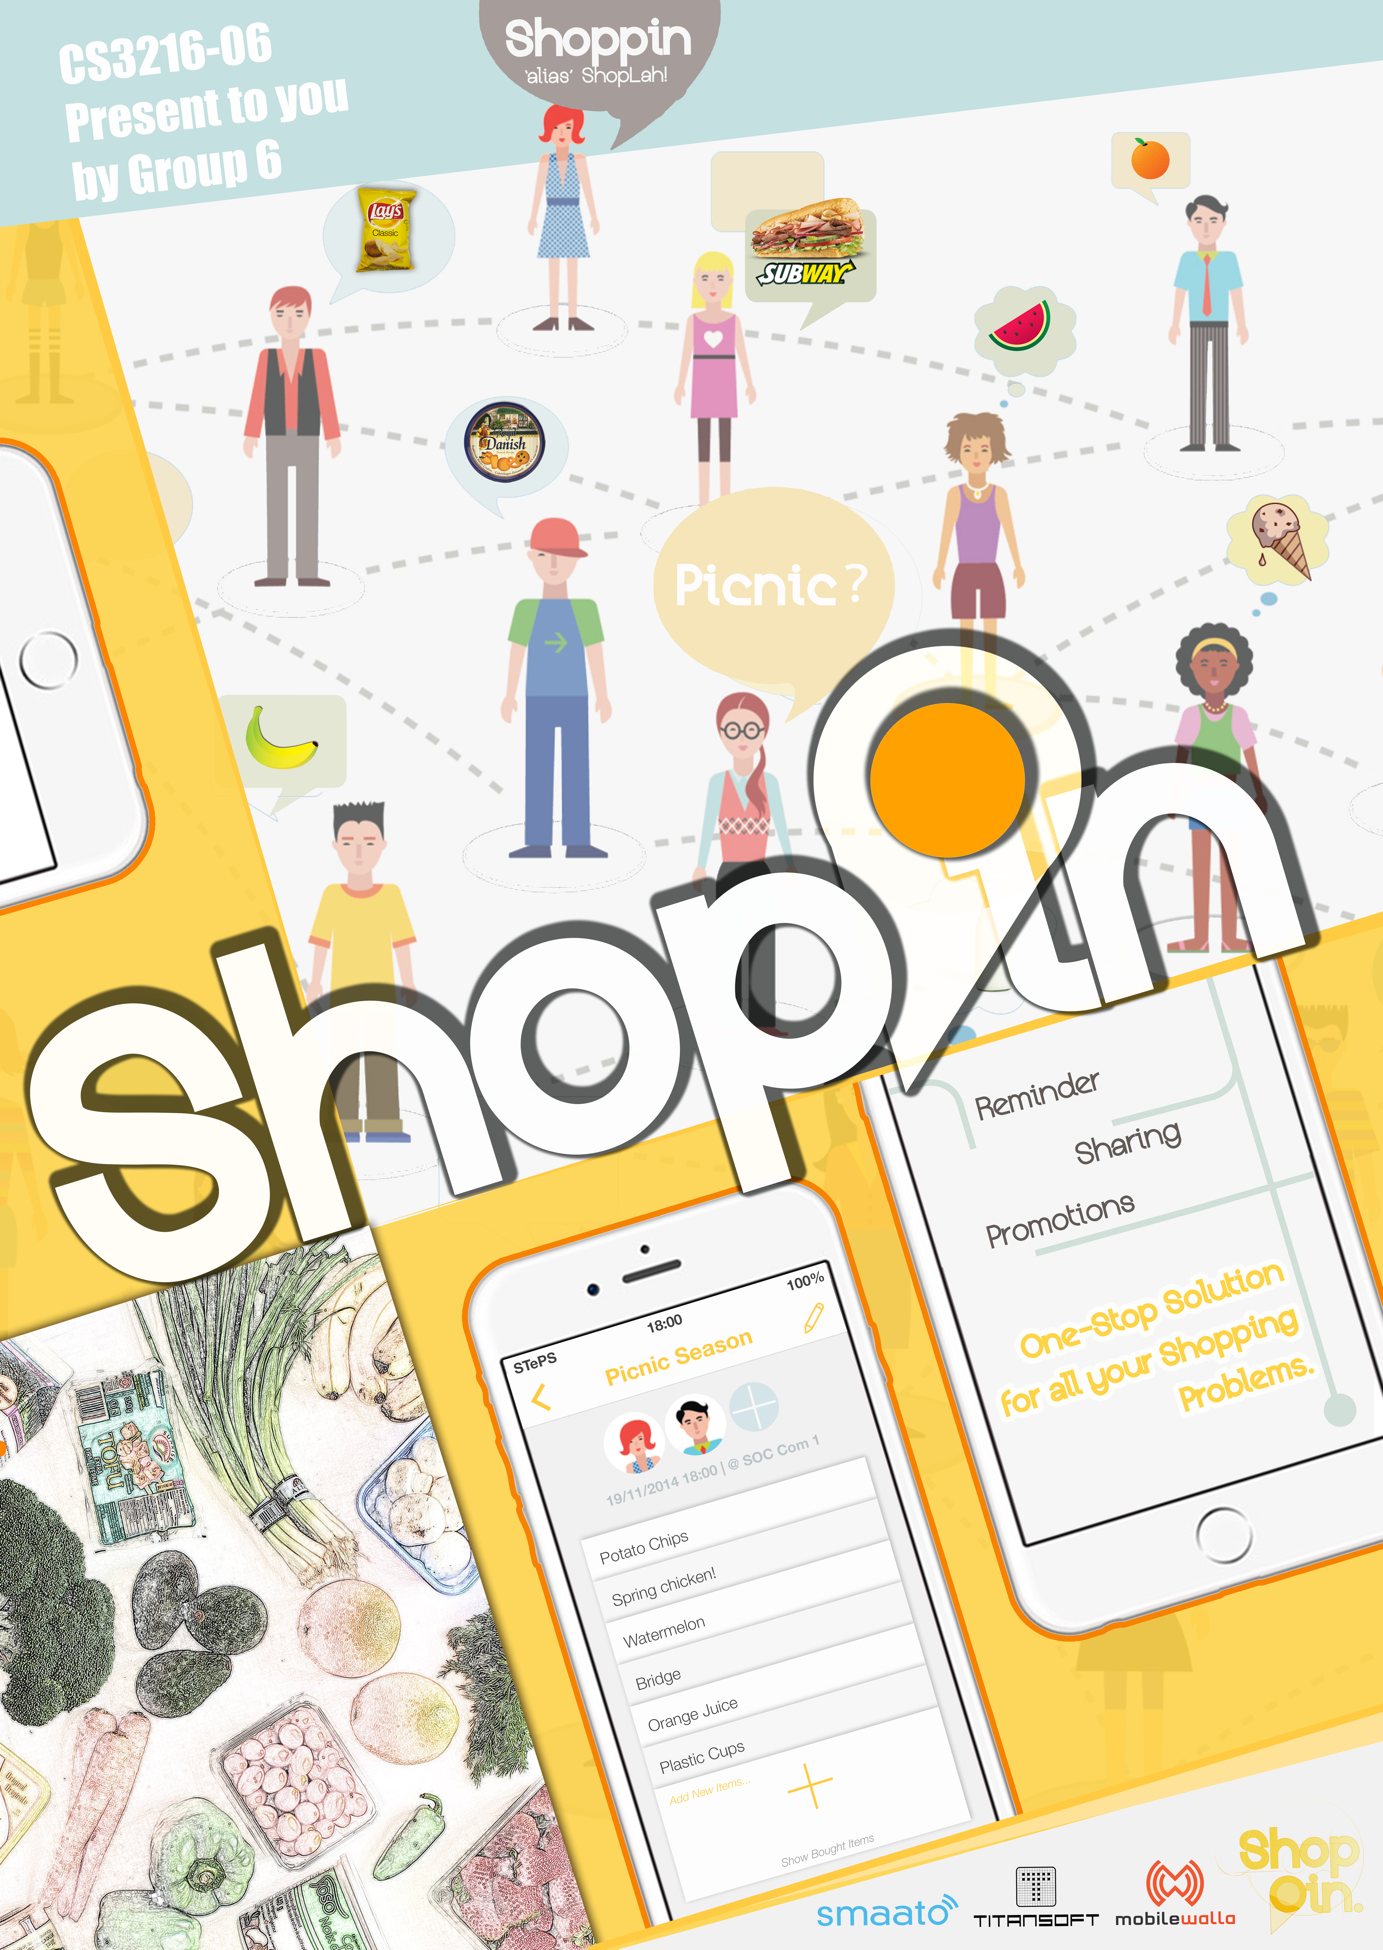 CS3216-06
Present to you
by Group 6
Shoppin
'alias' ShopLah!
Lay's
Classic
SUBWAY
Danish
Picnic?
shopin
Reminder
Sharing
Promotions
One-Stop Solution
for all your Shopping
Problems.
STePS
18:00
100%
Picnic Season
19/11/2014 18:00 | @ SOC Com 1
Potato Chips
Spring chicken!
Watermelon
Bridge
Orange Juice
Plastic Cups
Add New Items...
Show Bought Items
TOFU
smaato
TITANSOFT
mobilewalla
Shop
Oin.